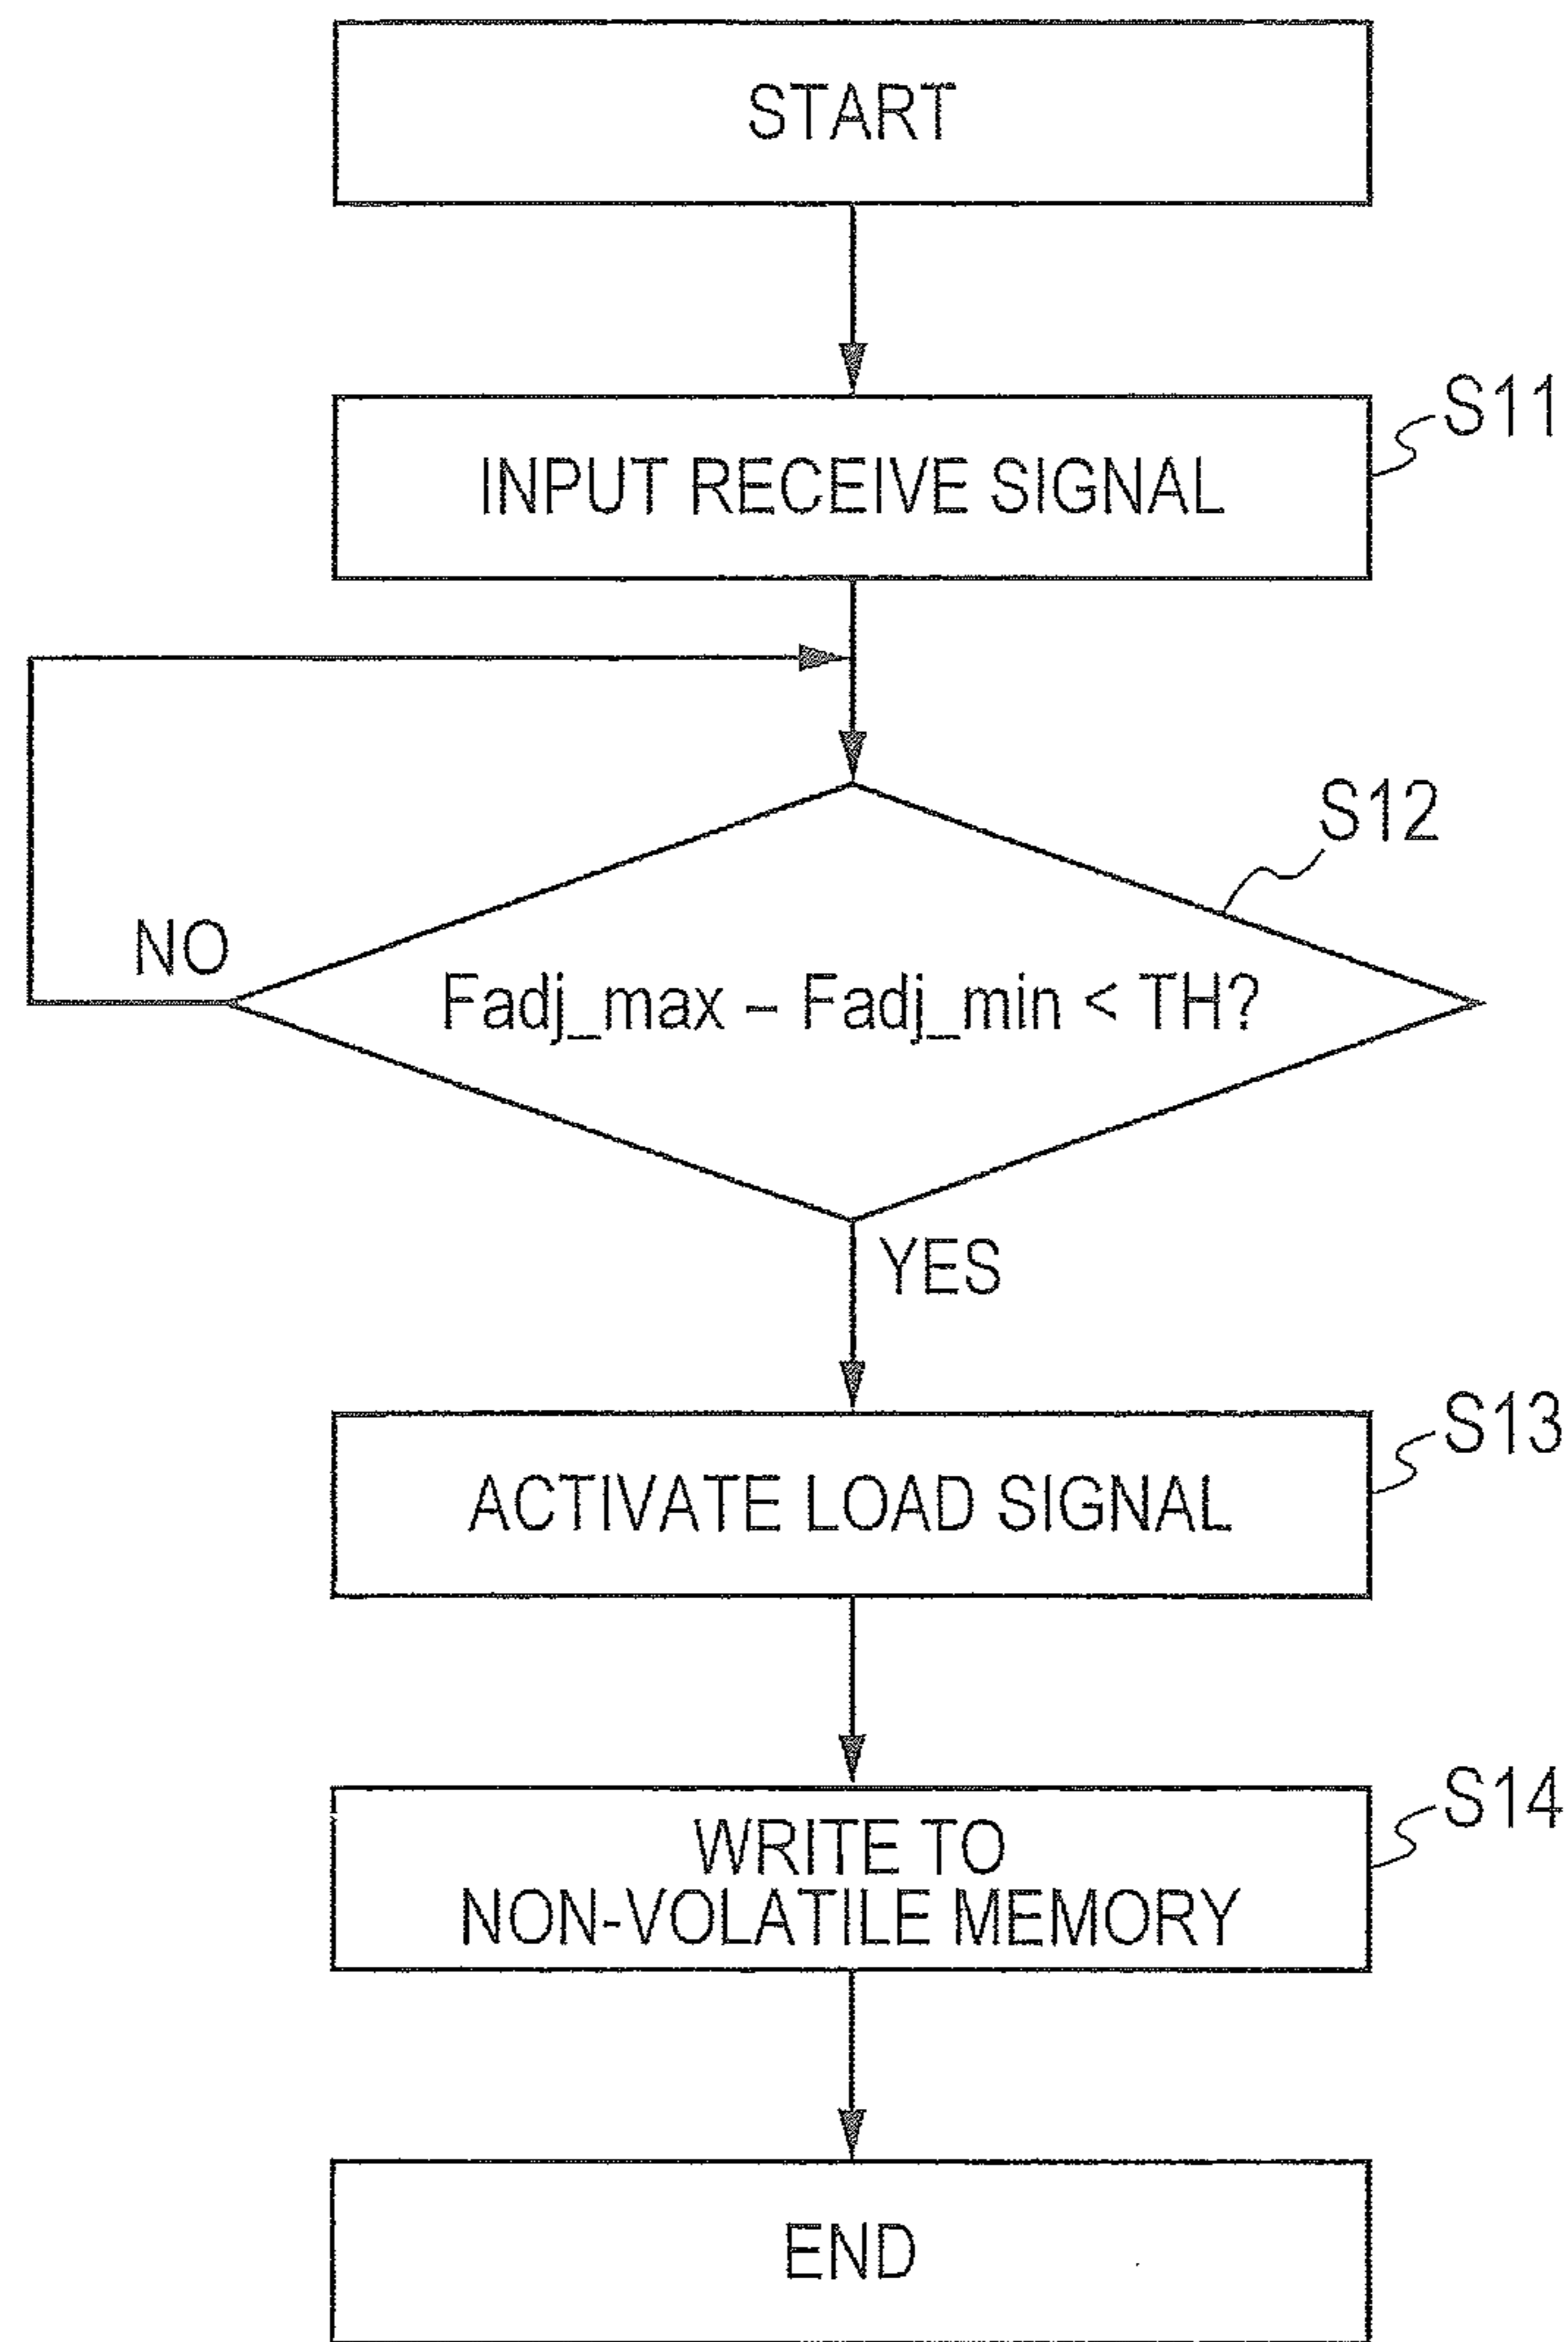 START
S11
INPUT RECEIVE SIGNAL
S12
NO
Fadj_max – Fadj_min < TH?
YES
S13
ACTIVATE LOAD SIGNAL
S14
WRITE TO
NON-VOLATILE MEMORY
END